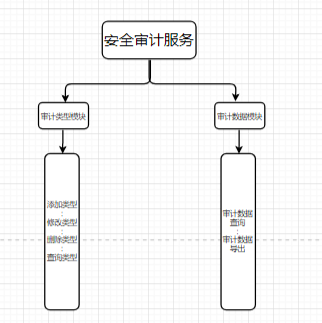 安全审计服务
审计类型模块
审计数据模块
添加类型
:
修改类型
:
删除类型
:
查询类型
审计数据
查询
审计数据
导出